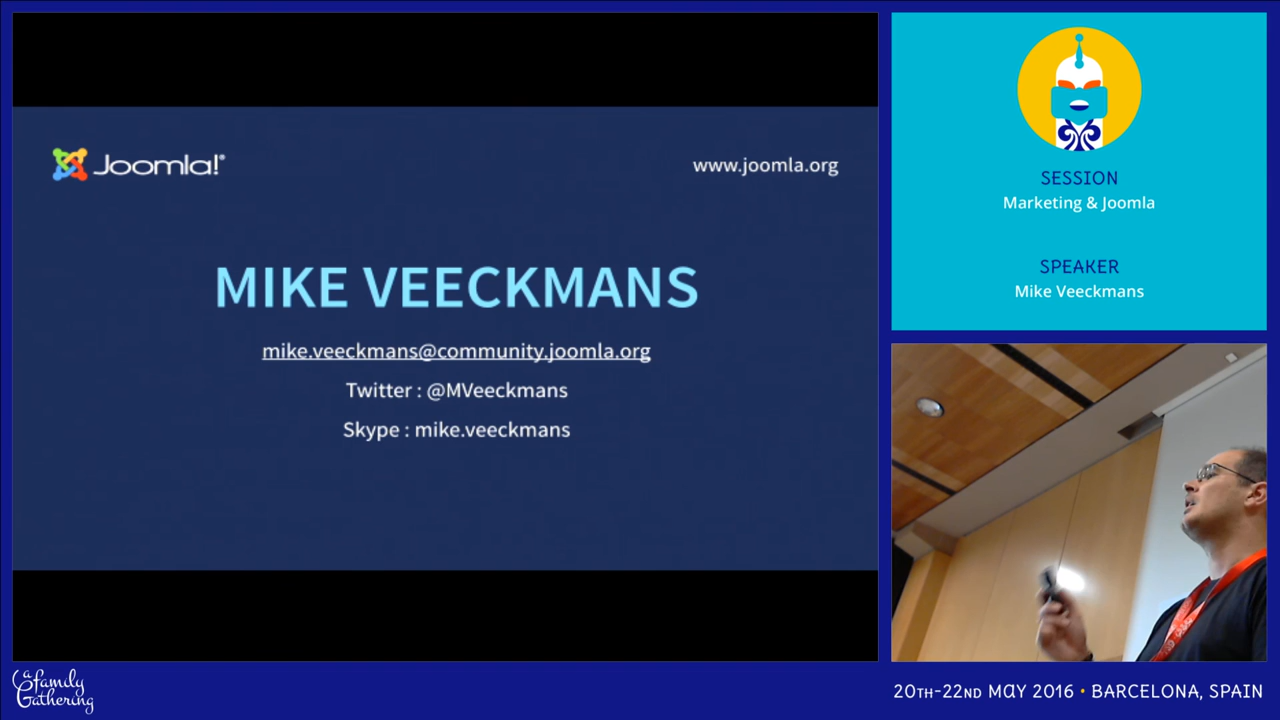 Joomla!®
www.joomla.org
MIKE VEECKMANS
mike.veeckmans@community.joomla.org
Twitter : @MVeeckmans
Skype : mike.veeckmans
SESSION
Marketing & Joomla
SPEAKER
Mike Veeckmans
a family
Gathering
20TH-22ND MAY 2016 • BARCELONA, SPAIN